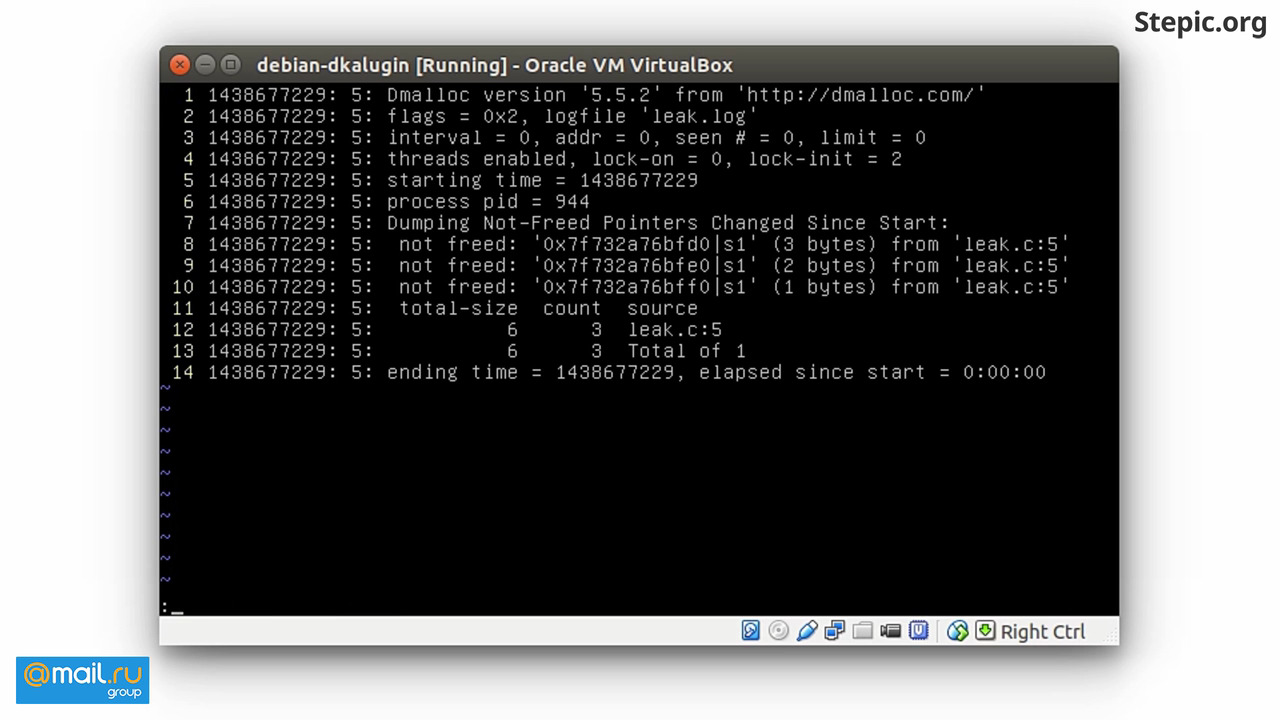 Stepic.org
debian-dkalugin [Running] - Oracle VM VirtualBox
1 1438677229: 5: Dmalloc version '5.5.2' from 'http://dmalloc.com/'
2 1438677229: 5: flags = 0x2, logfile 'leak.log'
3 1438677229: 5: interval = 0, addr = 0, seen # = 0, limit = 0
4 1438677229: 5: threads enabled, lock-on = 0, lock-init = 2
5 1438677229: 5: starting time = 1438677229
6 1438677229: 5: process pid = 944
7 1438677229: 5: Dumping Not-Freed Pointers Changed Since Start:
8 1438677229: 5:  not freed: '0x7f732a76bfd0|s1' (3 bytes) from 'leak.c:5'
9 1438677229: 5:  not freed: '0x7f732a76bfe0|s1' (2 bytes) from 'leak.c:5'
10 1438677229: 5:  not freed: '0x7f732a76bff0|s1' (1 bytes) from 'leak.c:5'
11 1438677229: 5:  total-size  count  source
12 1438677229: 5:           6      3  leak.c:5
13 1438677229: 5:           6      3  Total of 1
14 1438677229: 5: ending time = 1438677229, elapsed since start = 0:00:00
~
~
~
~
~
~
~
~
~
~
:_
Right Ctrl
@mail.ru
group